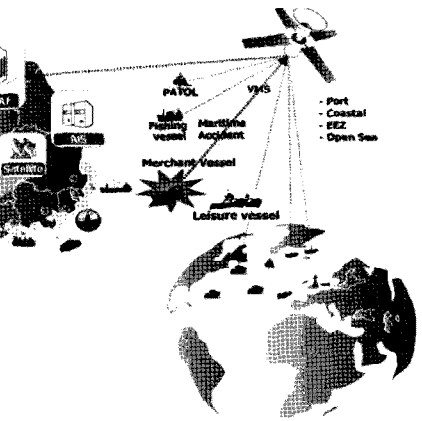 PATOL
VMS
Fishing
vessel
Maritime
Accident
Merchant Vessel
Leisure vessel
- Port
- Coastal
- EEZ
- Open Sea
AIS
Satellite